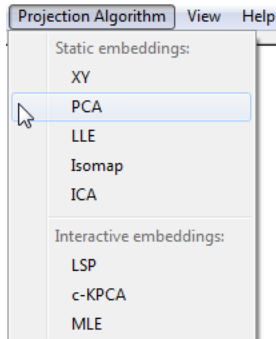 Projection Algorithm View Help
Static embeddings:
XY
PCA
LLE
Isomap
ICA
Interactive embeddings:
LSP
c-KPCA
MLE